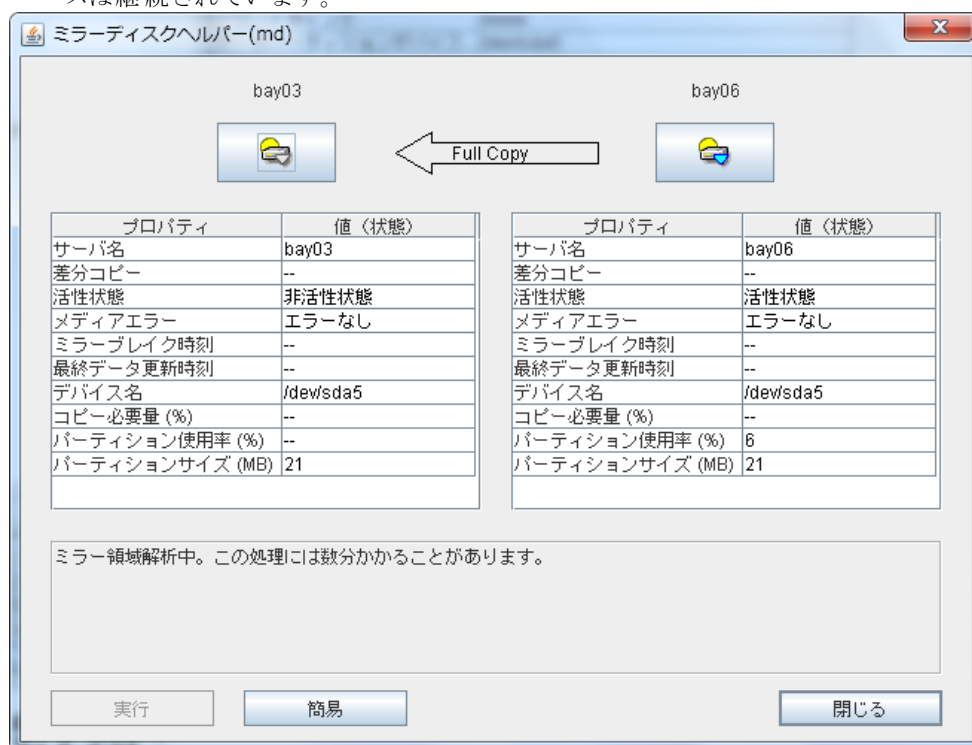 スは継続されています。
ミラーディスクヘルパー(md)
bay03 bay06
Full Copy
プロパティ 値（状態） プロパティ 値（状態）
サーバ名 bay03 サーバ名 bay06
差分コピー -- 差分コピー --
活性状態 非活性状態 活性状態 活性状態
メディアエラー エラーなし メディアエラー エラーなし
ミラーブレイク時刻 -- ミラーブレイク時刻 --
最終データ更新時刻 -- 最終データ更新時刻 --
デバイス名 /dev/sda5 デバイス名 /dev/sda5
コピー必要量 (%) -- コピー必要量 (%) --
パーティション使用率 (%) -- パーティション使用率 (%) 6
パーティションサイズ (MB) 21 パーティションサイズ (MB) 21
ミラー領域解析中。この処理には数分かかることがあります。
実行 簡易 閉じる